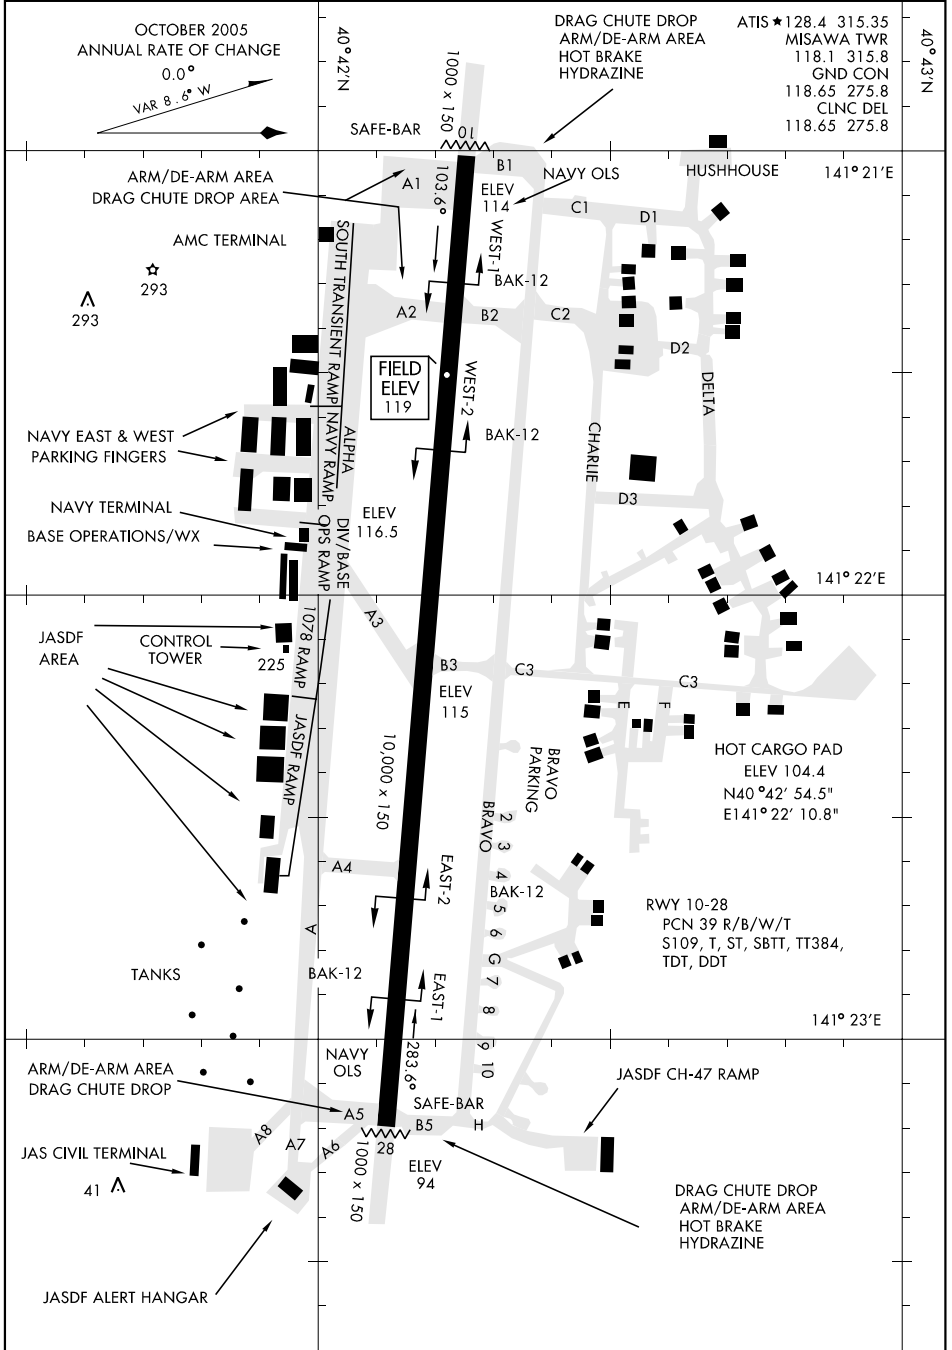 OCTOBER 2005
ANNUAL RATE OF CHANGE
0.0°
VAR 8.6° W
40°42'N
1000 x 150
DRAG CHUTE DROP
ARM/DE-ARM AREA
HOT BRAKE
HYDRAZINE
ATIS ★ 128.4 315.35
MISAWA TWR
118.1 315.8
GND CON
118.65 275.8
CLNC DEL
118.65 275.8
40°43'N
SAFE-BAR
10
ARM/DE-ARM AREA
DRAG CHUTE DROP AREA
A1
103.6°
B1
ELEV
114
NAVY OLS
HUSHHOUSE
141° 21'E
C1
D1
AMC TERMINAL
293
293
SOUTH TRANSIENT RAMP
WEST-1
BAK-12
A2
B2
C2
D2
FIELD
ELEV
119
WEST-2
DELTA
NAVY EAST & WEST
PARKING FINGERS
NAVY RAMP
ALPHA
BAK-12
CHARLIE
NAVY TERMINAL
BASE OPERATIONS/WX
ELEV
116.5
D3
DIV/BASE
OPS RAMP
141° 22'E
JASDF
AREA
CONTROL
TOWER
225
1078 RAMP
A3
B3
C3
C3
ELEV
115
E
F
JASDF RAMP
10,000 x 150
BRAVO
PARKING
HOT CARGO PAD
ELEV 104.4
N40°42' 54.5"
E141°22' 10.8"
BRAVO
2
3
4
5
6
G
7
8
9
10
A4
EAST-2
BAK-12
RWY 10-28
PCN 39 R/B/W/T
S109, T, ST, SBTT, TT384,
TDT, DDT
A
TANKS
BAK-12
EAST-1
141° 23'E
NAVY
OLS
283.6°
ARM/DE-ARM AREA
DRAG CHUTE DROP
JASDF CH-47 RAMP
A5
SAFE-BAR
B5
H
A8
A7
A6
28
1000 x 150
ELEV
94
JAS CIVIL TERMINAL
41
DRAG CHUTE DROP
ARM/DE-ARM AREA
HOT BRAKE
HYDRAZINE
JASDF ALERT HANGAR